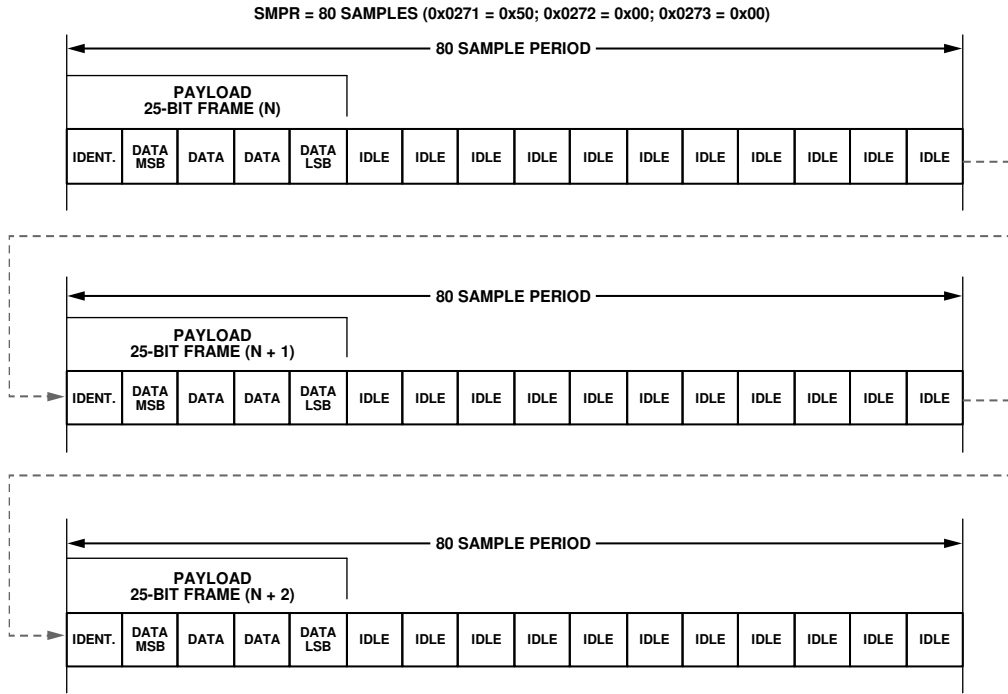 SMPR = 80 SAMPLES (0x0271 = 0x50; 0x0272 = 0x00; 0x0273 = 0x00)
80 SAMPLE PERIOD
PAYLOAD
25-BIT FRAME (N)
IDENT. DATA MSB DATA DATA DATA LSB IDLE IDLE IDLE IDLE IDLE IDLE IDLE IDLE IDLE IDLE IDLE
80 SAMPLE PERIOD
PAYLOAD
25-BIT FRAME (N + 1)
IDENT. DATA MSB DATA DATA DATA LSB IDLE IDLE IDLE IDLE IDLE IDLE IDLE IDLE IDLE IDLE IDLE
80 SAMPLE PERIOD
PAYLOAD
25-BIT FRAME (N + 2)
IDENT. DATA MSB DATA DATA DATA LSB IDLE IDLE IDLE IDLE IDLE IDLE IDLE IDLE IDLE IDLE IDLE